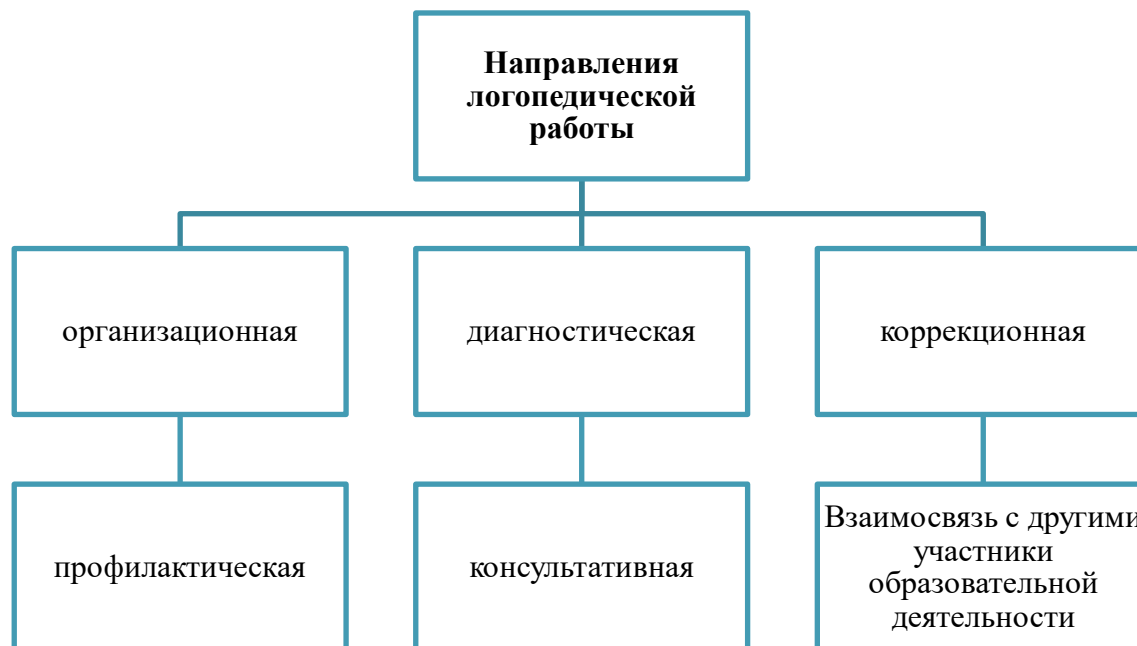 Направления
логопедической
работы
организационная
диагностическая
коррекционная
профилактическая
консультативная
Взаимосвязь с другими
участники
образовательной
деятельности